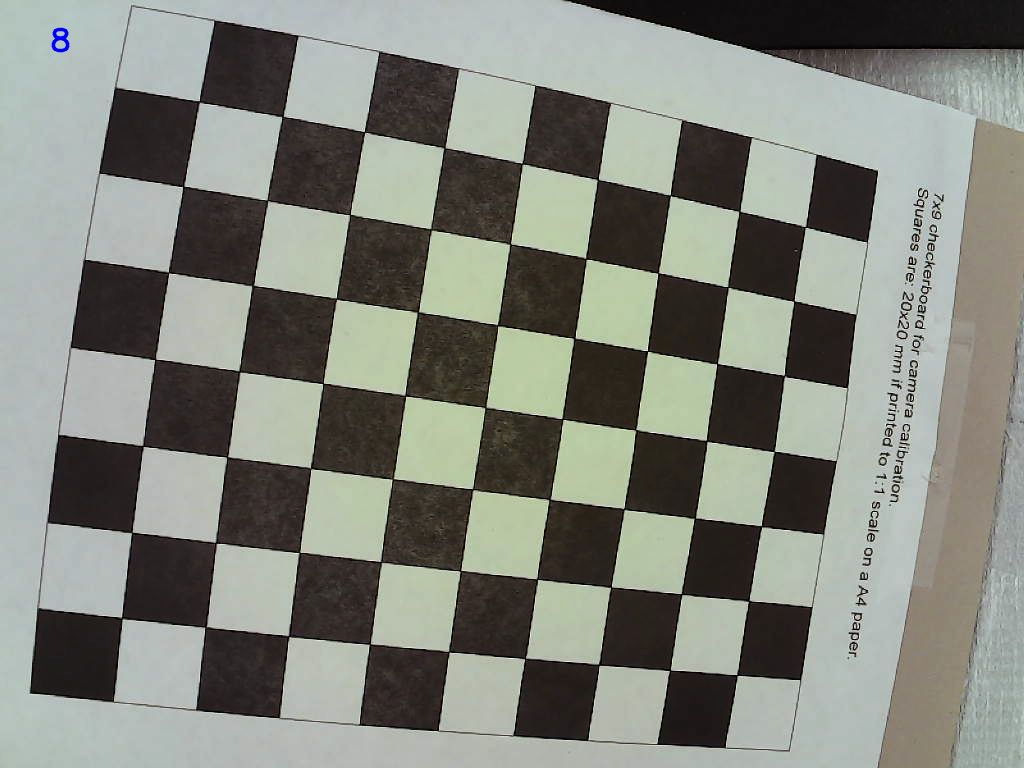 8
7x9 checkerboard for camera calibration.
Squares are: 20x20 mm if printed to 1:1 scale on a A4 paper.